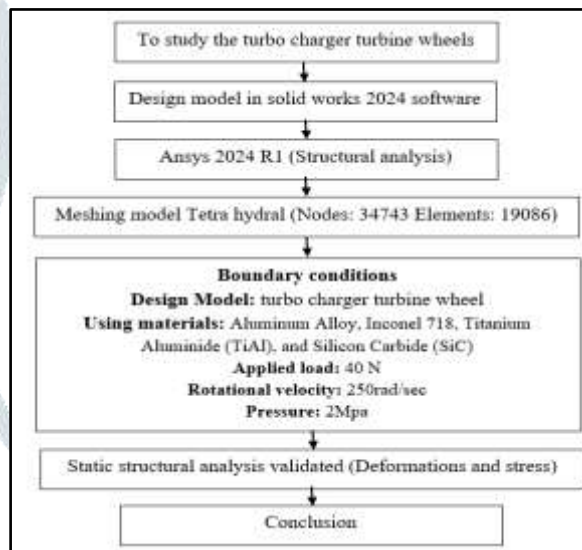 To study the turbo charger turbine wheels
Design model in solid works 2024 software
Ansys 2024 R1 (Structural analysis)
Meshing model Tetra hydral (Nodes: 34743 Elements: 19086)
Boundary conditions
Design Model: turbo charger turbine wheel
Using materials: Aluminum Alloy, Inconel 718, Titanium
Aluminide (TiAl), and Silicon Carbide (SiC)
Applied load: 40 N
Rotational velocity: 250rad/sec
Pressure: 2Mpa
Static structural analysis validated (Deformations and stress)
Conclusion